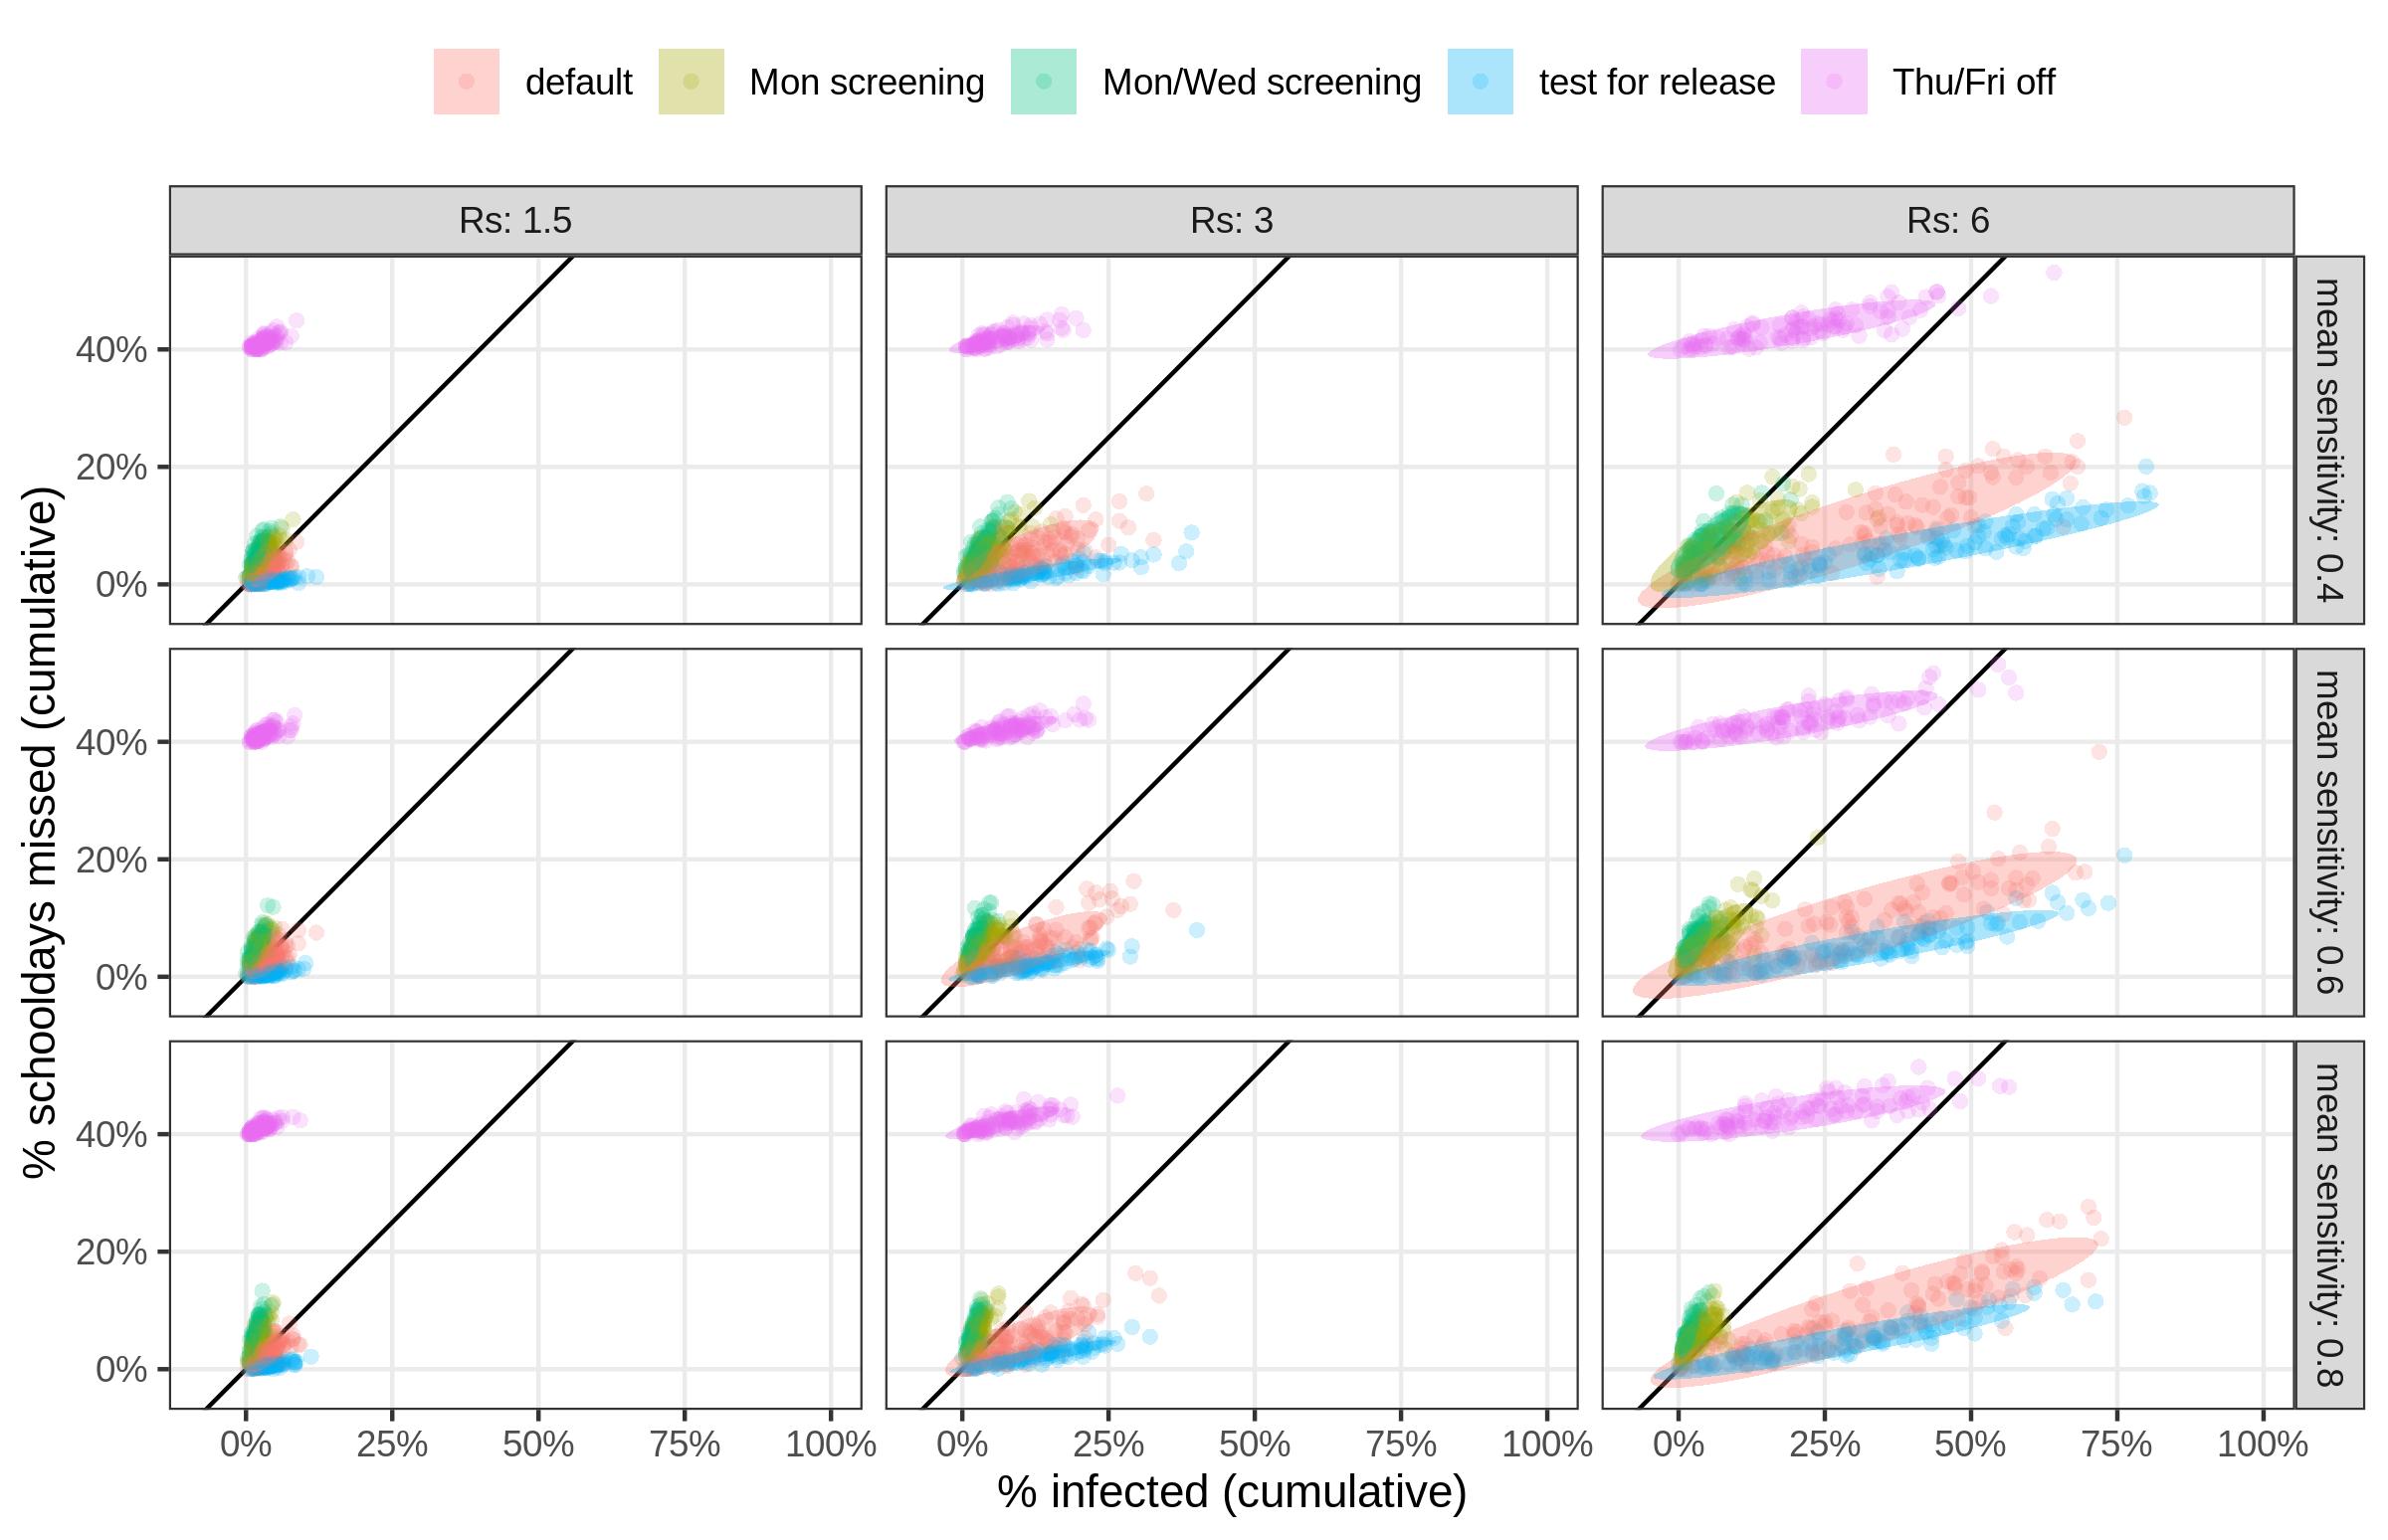 default Mon screening Mon/Wed screening test for release Thu/Fri off
Rs: 1.5 Rs: 3 Rs: 6
% schooldays missed (cumulative)
40%
20%
0%
mean sensitivity: 0.4
40%
20%
0%
mean sensitivity: 0.6
40%
20%
0%
mean sensitivity: 0.8
0% 25% 50% 75% 100% 0% 25% 50% 75% 100% 0% 25% 50% 75% 100%
% infected (cumulative)